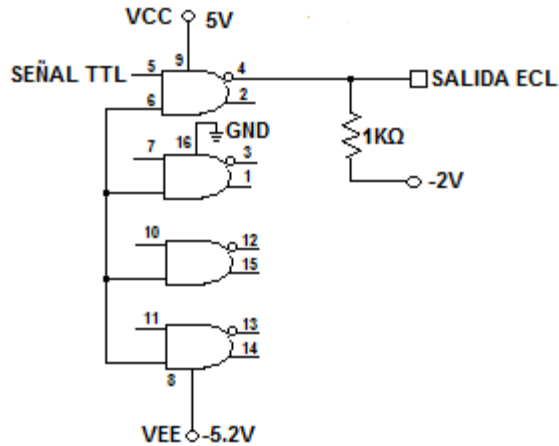 VCC 5V
9
SEÑAL TTL 5 4 SALIDA ECL
6 2
16 GND
7 3
1KΩ
1
-2V
10 12
15
11 13
14
8
VEE -5.2V